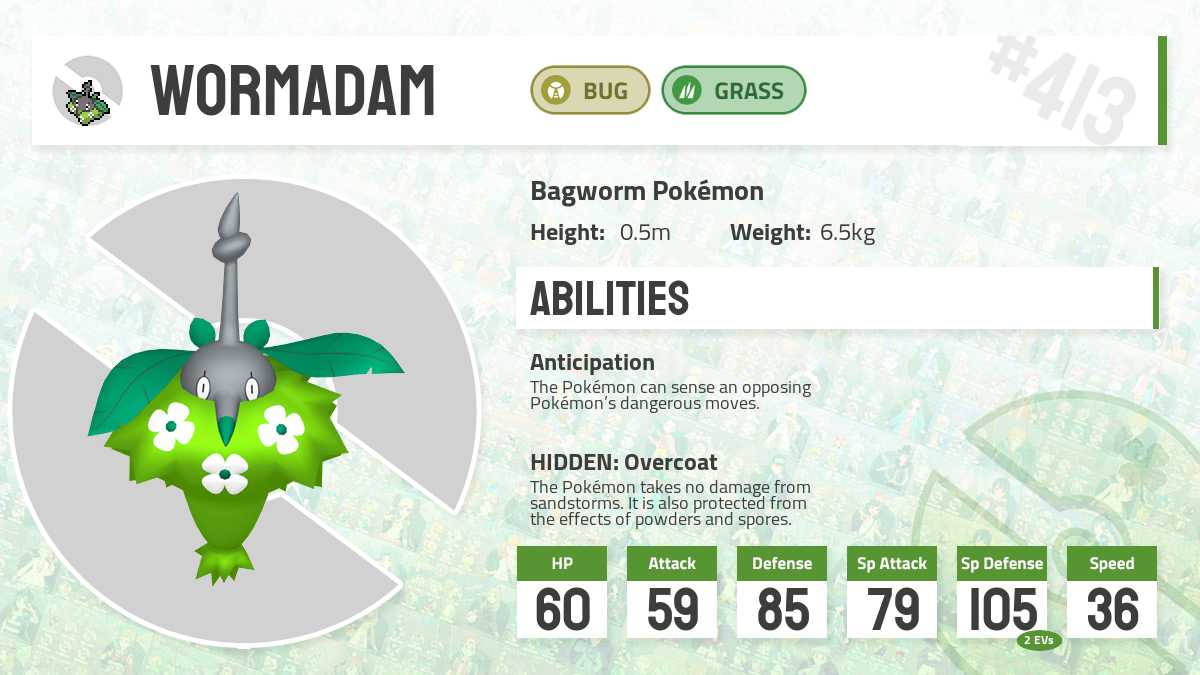 WORMADAM
BUG
GRASS
#413
Bagworm Pokémon
Height: 0.5m Weight: 6.5kg
ABILITIES
Anticipation
The Pokémon can sense an opposing
Pokémon's dangerous moves.
HIDDEN: Overcoat
The Pokémon takes no damage from
sandstorms. It is also protected from
the effects of powders and spores.
HP Attack Defense Sp Attack Sp Defense Speed
60 59 85 79 105 36
2 EVs